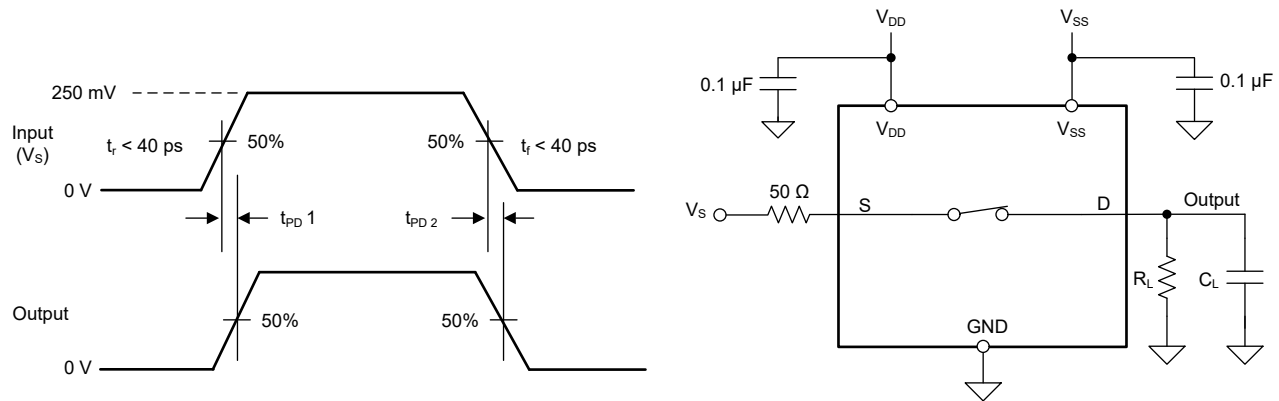 250 mV
Input
(VS)
tr < 40 ps
50%
50%
tf < 40 ps
0 V
tPD 1
tPD 2
Output
50%
50%
0 V
VDD
VSS
0.1 µF
0.1 µF
VDD
VSS
50 Ω
VS
S
D
Output
RL
CL
GND